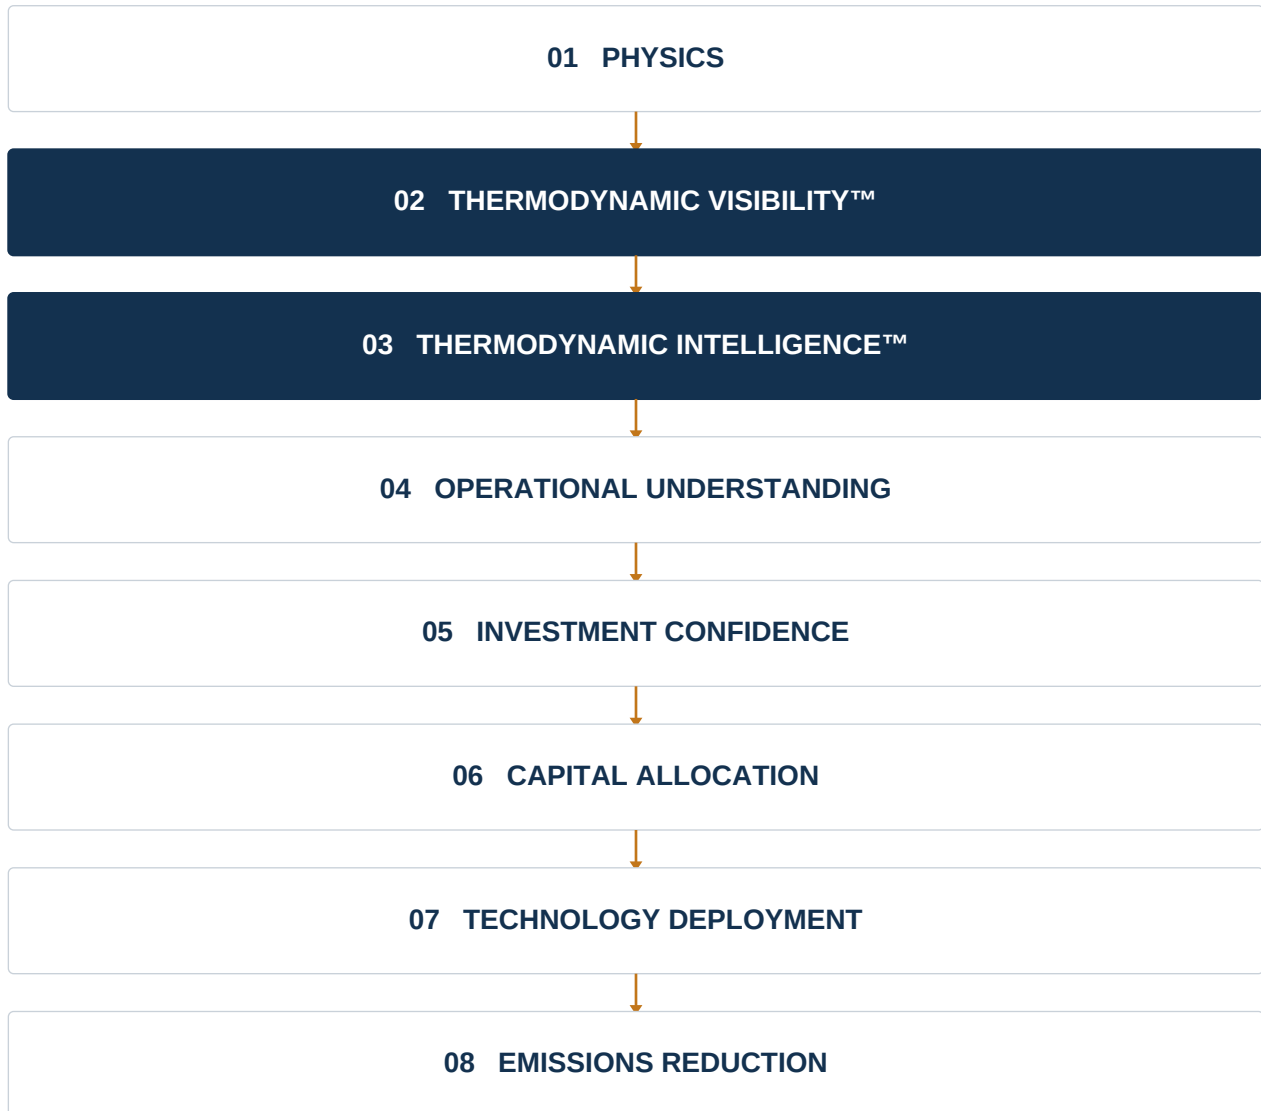 01 PHYSICS
02 THERMODYNAMIC VISIBILITY™
03 THERMODYNAMIC INTELLIGENCE™
04 OPERATIONAL UNDERSTANDING
05 INVESTMENT CONFIDENCE
06 CAPITAL ALLOCATION
07 TECHNOLOGY DEPLOYMENT
08 EMISSIONS REDUCTION